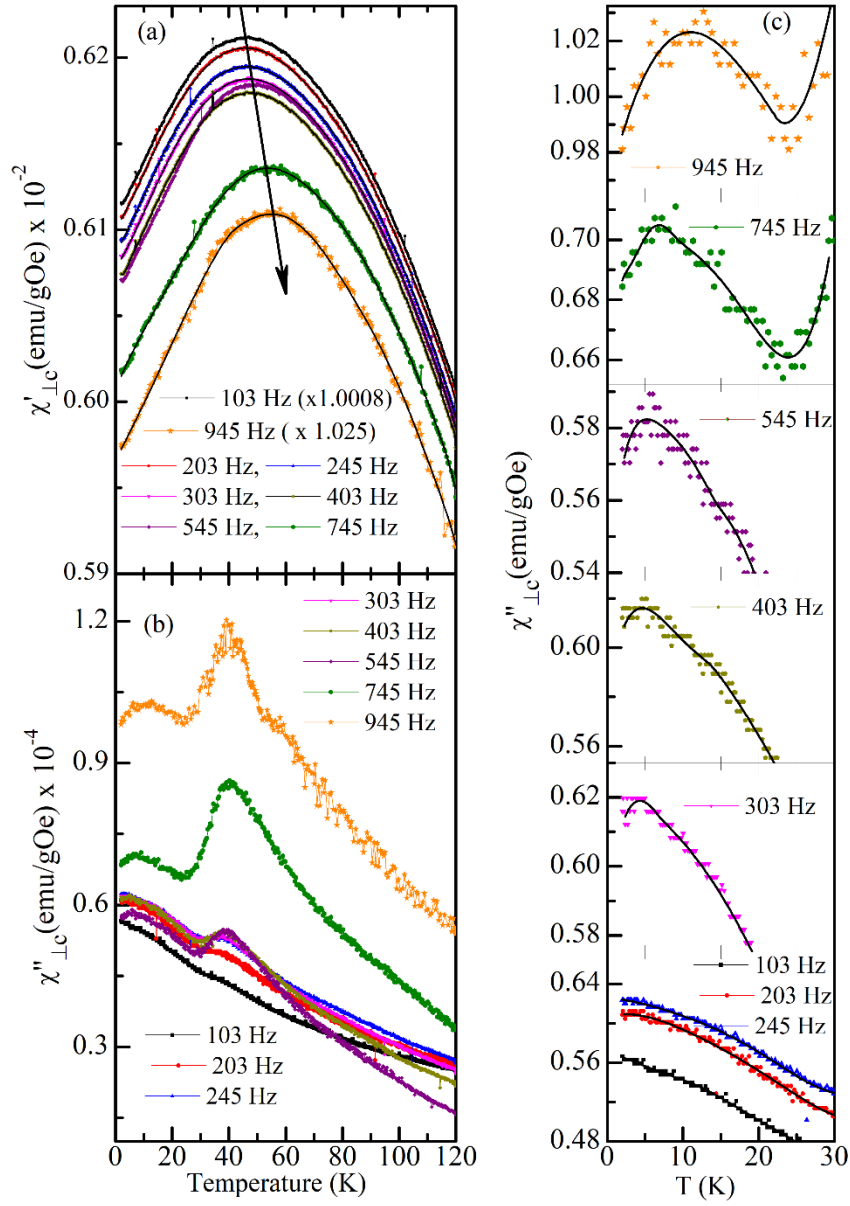 (a)
0.62
0.61
0.60
0.59
χ'⊥c(emu/gOe) x 10⁻²
103 Hz (x1.0008)
945 Hz ( x 1.025)
203 Hz, 245 Hz
303 Hz, 403 Hz
545 Hz, 745 Hz
(b)
1.2
0.9
0.6
0.3
χ''⊥c(emu/gOe) x 10⁻⁴
303 Hz
403 Hz
545 Hz
745 Hz
945 Hz
103 Hz
203 Hz
245 Hz
0 20 40 60 80 100 120
Temperature (K)
(c)
1.02
1.00
0.98
945 Hz
745 Hz
0.70
0.68
0.66
545 Hz
0.58
0.56
0.54
χ''⊥c(emu/gOe)
403 Hz
0.60
0.56
303 Hz
0.62
0.60
0.58
103 Hz
203 Hz
245 Hz
0.64
0.56
0.48
0 10 20 30
T (K)